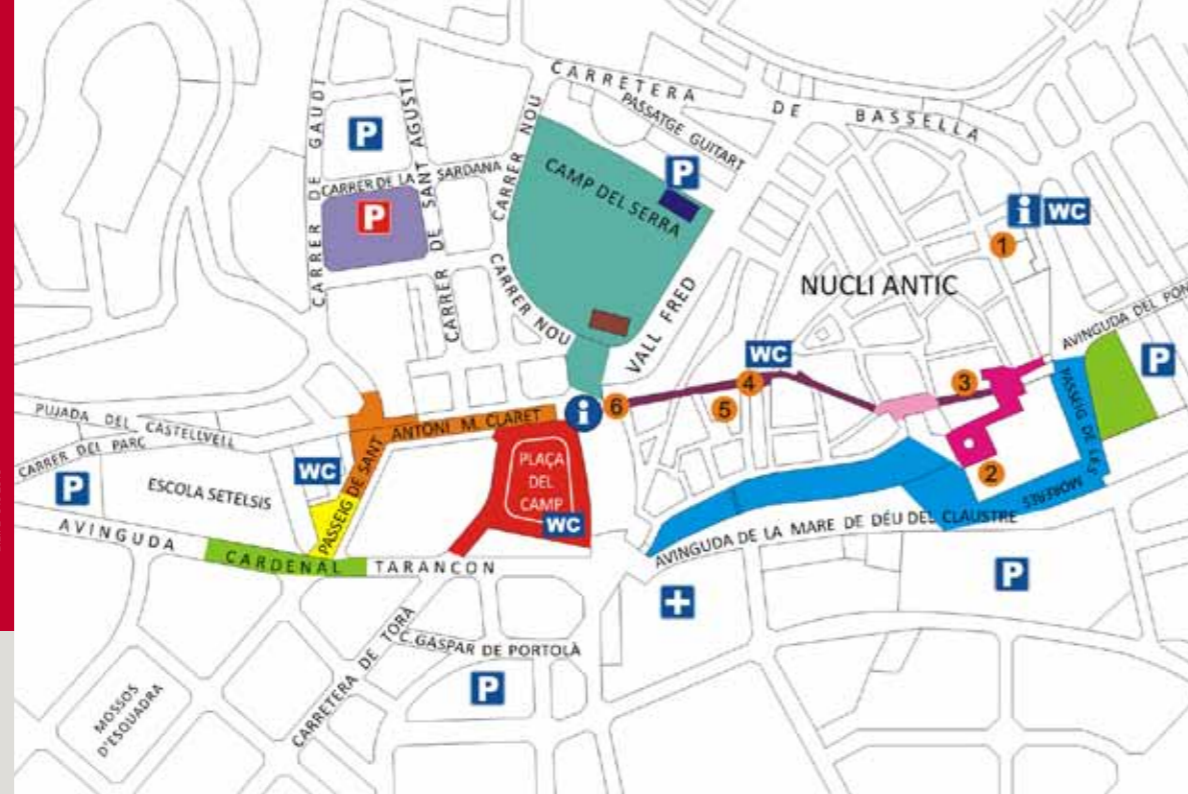 CARRETERA DE BASSELLA
PASSATGE GUITART
CARRER DE GAUDÍ
P
CARRER DE SANT AGUSTÍ
CARRER NOU
CARRER DE LA SARDANA
P
CAMP DEL SERRA
P
i WC
1
NUCLI ANTIC
CARRER NOU
VALL FRED
AVINGUDA DEL PON
P
WC
4
3
5
6
i
PUJADA DEL CASTELLVELL
CARRER DEL PARC
P
ESCOLA SETELSIS
WC
PASSEIG DE SANT ANTONI M. CLARET
PLAÇA
DEL
CAMP
WC
2
PASSEIG DE LES MORERES
AVINGUDA DE LA MARE DE DÉU DEL CLAUSTRE
AVINGUDA CARDENAL TARANCON
P
CARRETERA DE TORÀ
C. GASPAR DE PORTOLÀ
P
MOSSOS
D'ESQUADRA